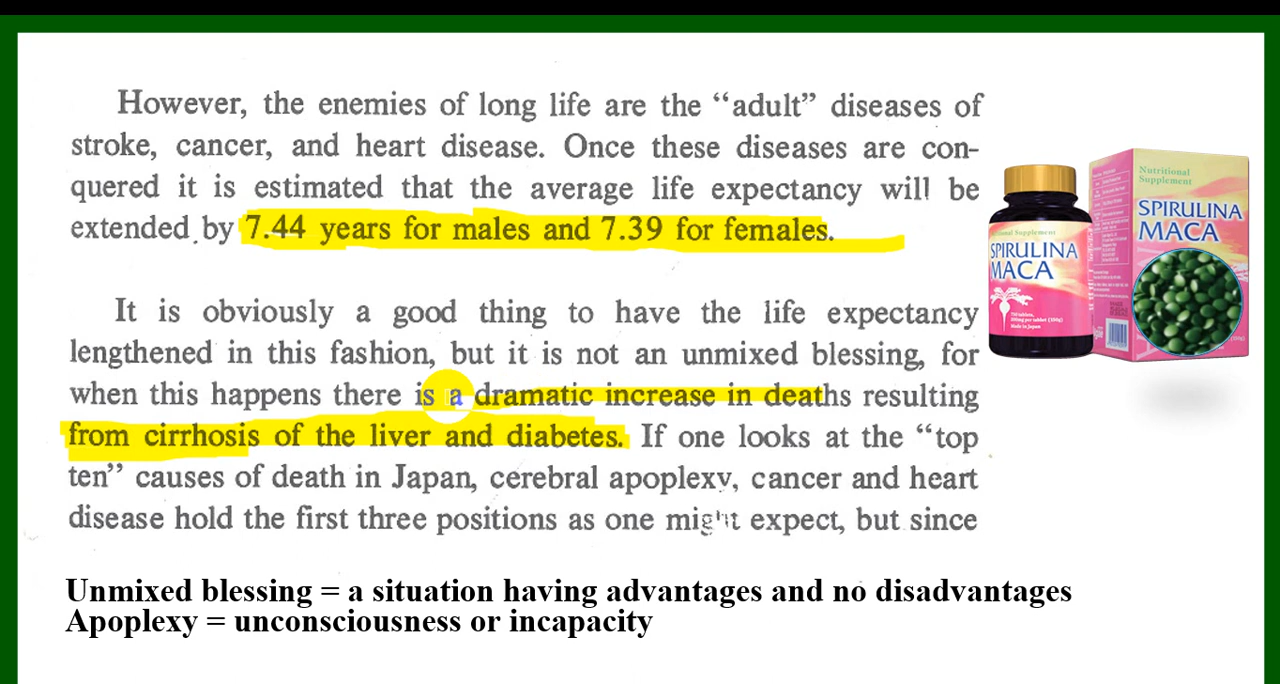 However, the enemies of long life are the “adult” diseases of
stroke, cancer, and heart disease. Once these diseases are con-
quered it is estimated that the average life expectancy will be
extended by 7.44 years for males and 7.39 for females.
It is obviously a good thing to have the life expectancy
lengthened in this fashion, but it is not an unmixed blessing, for
when this happens there is a dramatic increase in deaths resulting
from cirrhosis of the liver and diabetes. If one looks at the “top
ten” causes of death in Japan, cerebral apoplexy, cancer and heart
disease hold the first three positions as one might expect, but since
Unmixed blessing = a situation having advantages and no disadvantages
Apoplexy = unconsciousness or incapacity
Nutritional Supplement
SPIRULINA
MACA
Made in Japan
Nutritional
Supplement
SPIRULINA
MACA